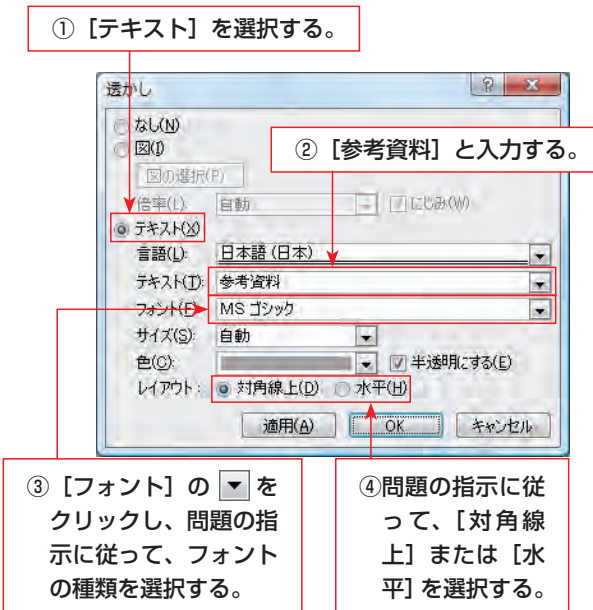 ①［テキスト］を選択する。
透かし
なし(N)
図(I)
②［参考資料］と入力する。
図の選択(P)
倍率(L) 自動 にじみ(W)
テキスト(X)
言語(L): 日本語 (日本)
テキスト(T): 参考資料
フォント(F) MS ゴシック
サイズ(S): 自動
色(C): 半透明にする(E)
レイアウト: 対角線上(D) 水平(H)
適用(A) OK キャンセル
③［フォント］の▼を
クリックし、問題の指
示に従って、フォント
の種類を選択する。
④問題の指示に従
って、［対角線
上］または［水
平］を選択する。